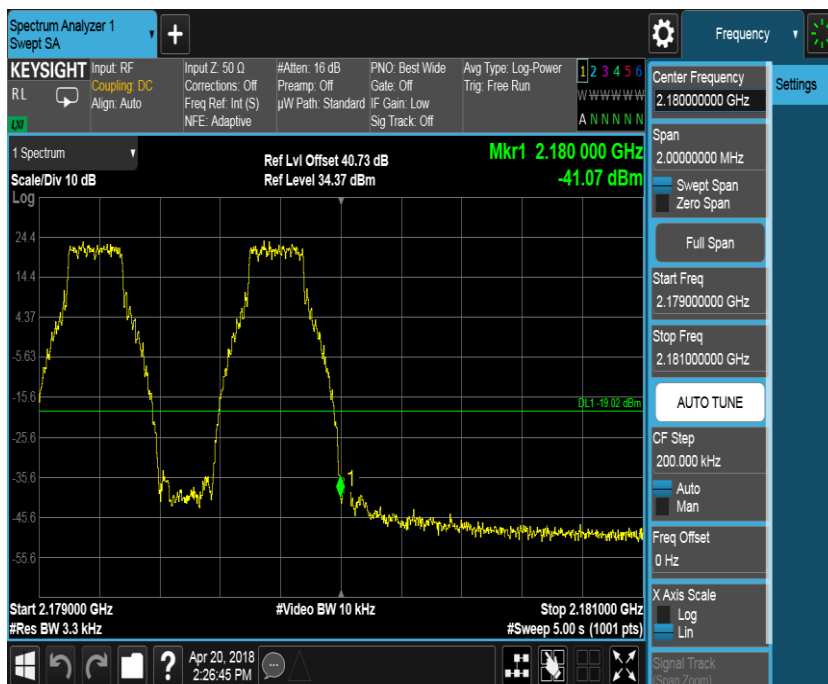 Spectrum Analyzer 1
Swept SA
+
Frequency
KEYSIGHT
RL
LXI
Input: RF
Coupling: DC
Align: Auto
Input Z: 50 Ω
Corrections: Off
Freq Ref: Int (S)
NFE: Adaptive
#Atten: 16 dB
Preamp: Off
µW Path: Standard
PNO: Best Wide
Gate: Off
IF Gain: Low
Sig Track: Off
Avg Type: Log-Power
Trig: Free Run
1 2 3 4 5 6
W W W W W W
A N N N N N
Center Frequency
2.180000000 GHz
Settings
1 Spectrum
Scale/Div 10 dB
Ref Lvl Offset 40.73 dB
Ref Level 34.37 dBm
Mkr1 2.180 000 GHz
-41.07 dBm
Log
24.4
14.4
4.37
-5.63
-15.6
-25.6
-35.6
-45.6
-55.6
DL1 -19.02 dBm
1
Start 2.179000 GHz
#Res BW 3.3 kHz
#Video BW 10 kHz
Stop 2.181000 GHz
#Sweep 5.00 s (1001 pts)
Span
2.00000000 MHz
Swept Span
Zero Span
Full Span
Start Freq
2.179000000 GHz
Stop Freq
2.181000000 GHz
AUTO TUNE
CF Step
200.000 kHz
Auto
Man
Freq Offset
0 Hz
X Axis Scale
Log
Lin
Signal Track
(Span Zoom)
?
Apr 20, 2018
2:26:45 PM